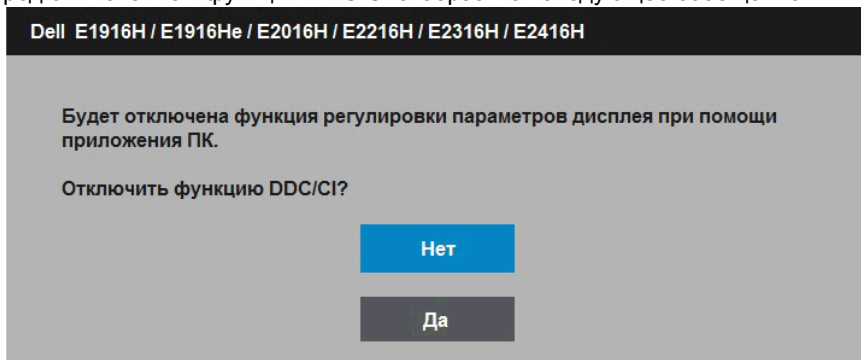 Dell E1916H / E1916He / E2016H / E2216H / E2316H / E2416H
Будет отключена функция регулировки параметров дисплея при помощи
приложения ПК.
Отключить функцию DDC/CI?
Нет
Да